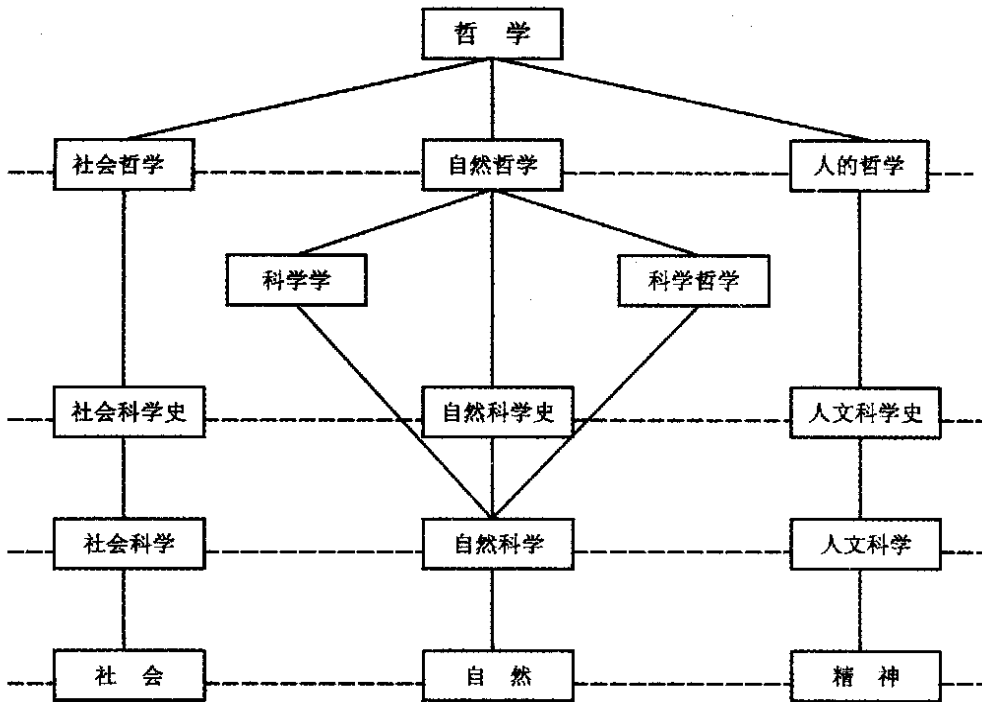 哲 学
社会哲学 自然哲学 人的哲学
科学学 科学哲学
社会科学史 自然科学史 人文科学史
社会科学 自然科学 人文科学
社 会 自 然 精 神